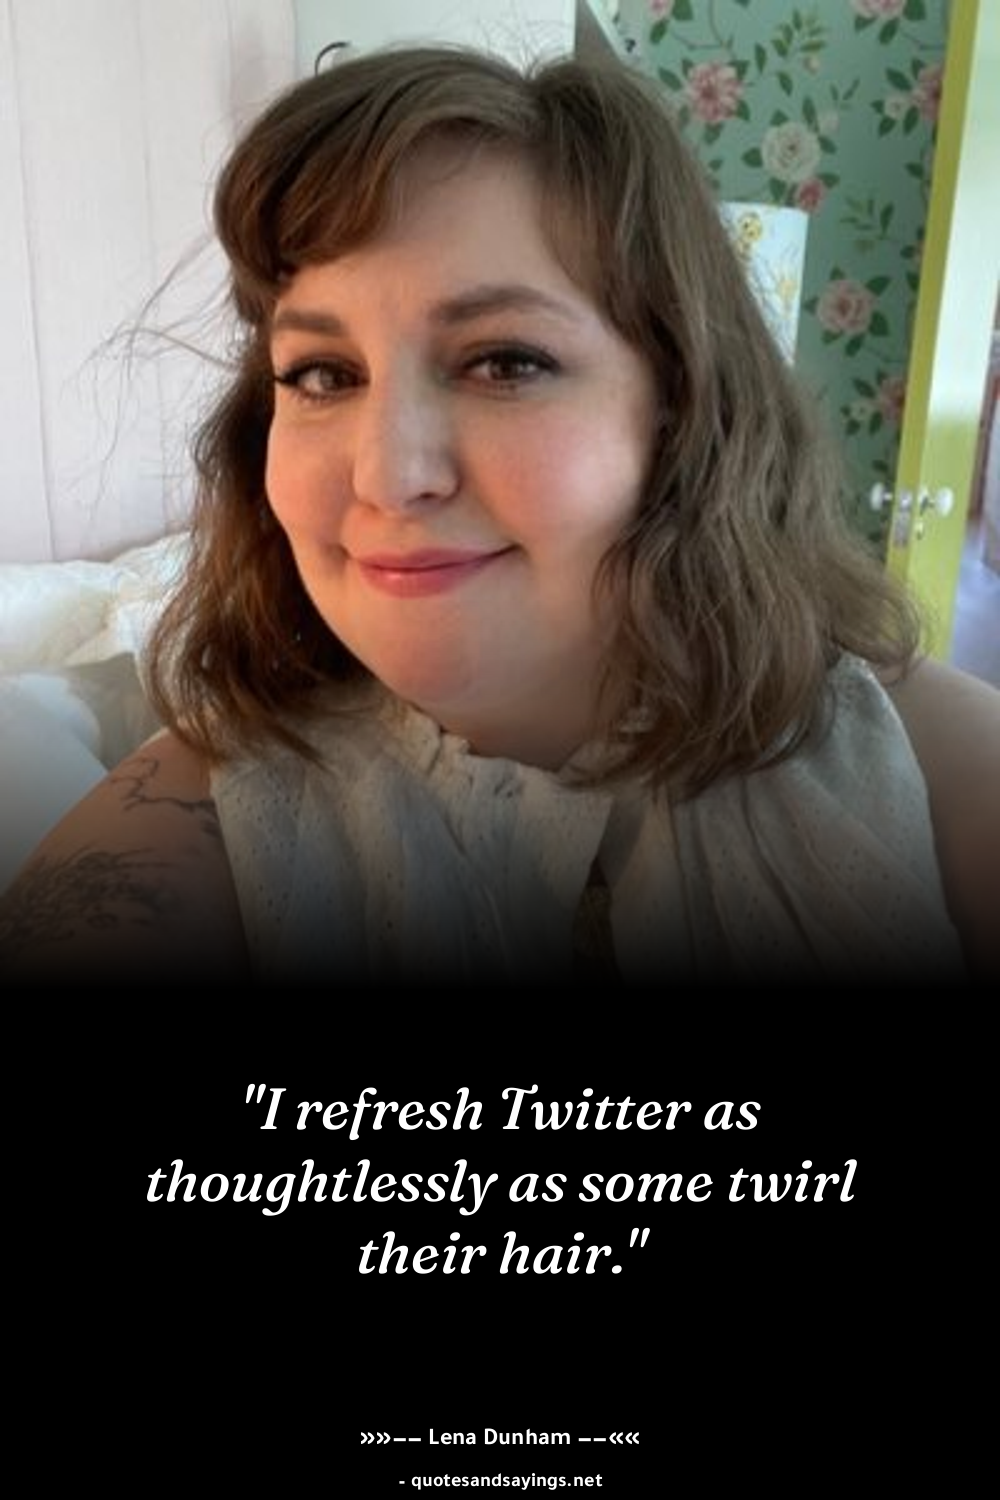 "I refresh Twitter as
thoughtlessly as some twirl
their hair."
»»–– Lena Dunham ––««
- quotesandsayings.net